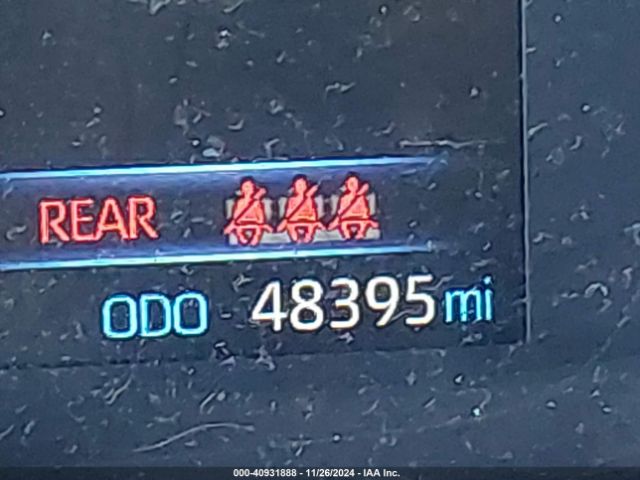 REAR
ODO 48395 mi
000-40931888 - 11/26/2024 - IAA Inc.